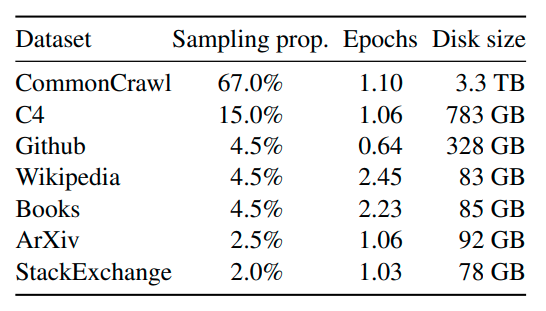 Dataset Sampling prop. Epochs Disk size
CommonCrawl 67.0% 1.10 3.3 TB
C4 15.0% 1.06 783 GB
Github 4.5% 0.64 328 GB
Wikipedia 4.5% 2.45 83 GB
Books 4.5% 2.23 85 GB
ArXiv 2.5% 1.06 92 GB
StackExchange 2.0% 1.03 78 GB